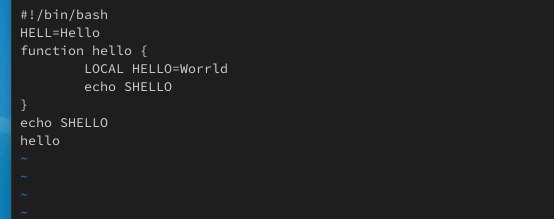 #!/bin/bash
HELL=Hello
function hello {
        LOCAL HELLO=Worrld
        echo SHELLO
}
echo SHELLO
hello
~
~
~
~